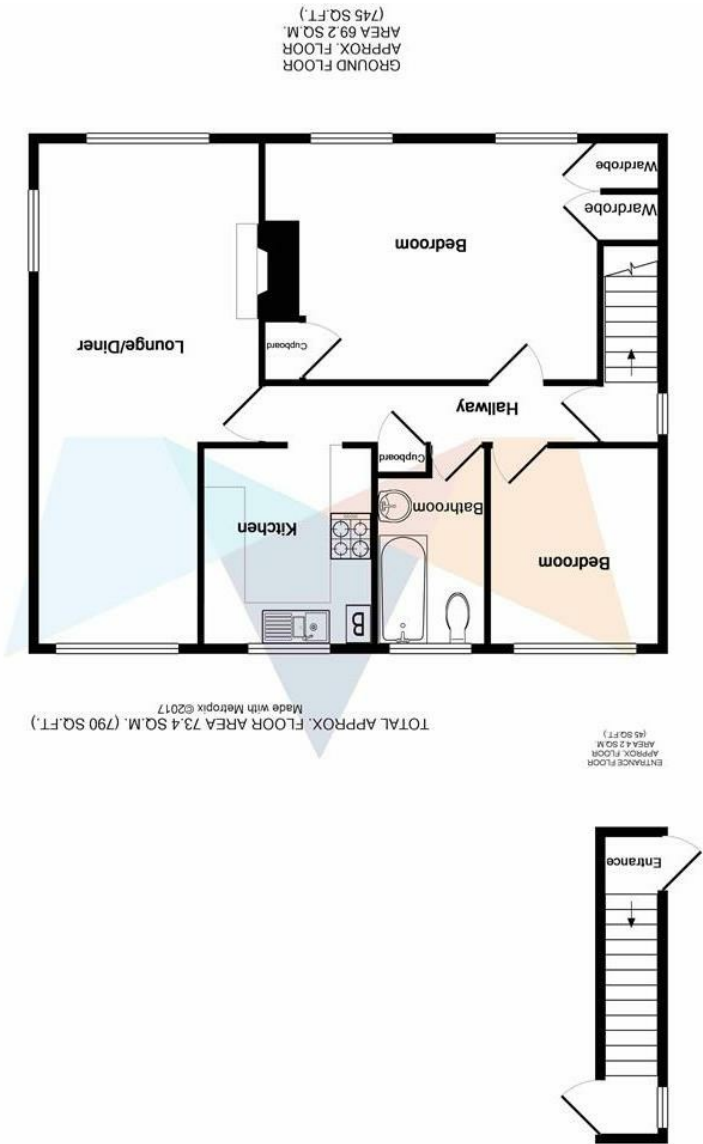 Entrance
ENTRANCE FLOOR
APPROX. FLOOR
AREA 4.2 SQ.M.
(45 SQ.FT.)
TOTAL APPROX. FLOOR AREA 73.4 SQ.M. (790 SQ.FT.)
Made with Metropix ©2017
B
Bedroom
Bathroom
Kitchen
Cupboard
Hallway
Cupboard
Lounge/Diner
Bedroom
Wardrobe
Wardrobe
GROUND FLOOR
APPROX. FLOOR
AREA 69.2 SQ.M.
(745 SQ.FT.)